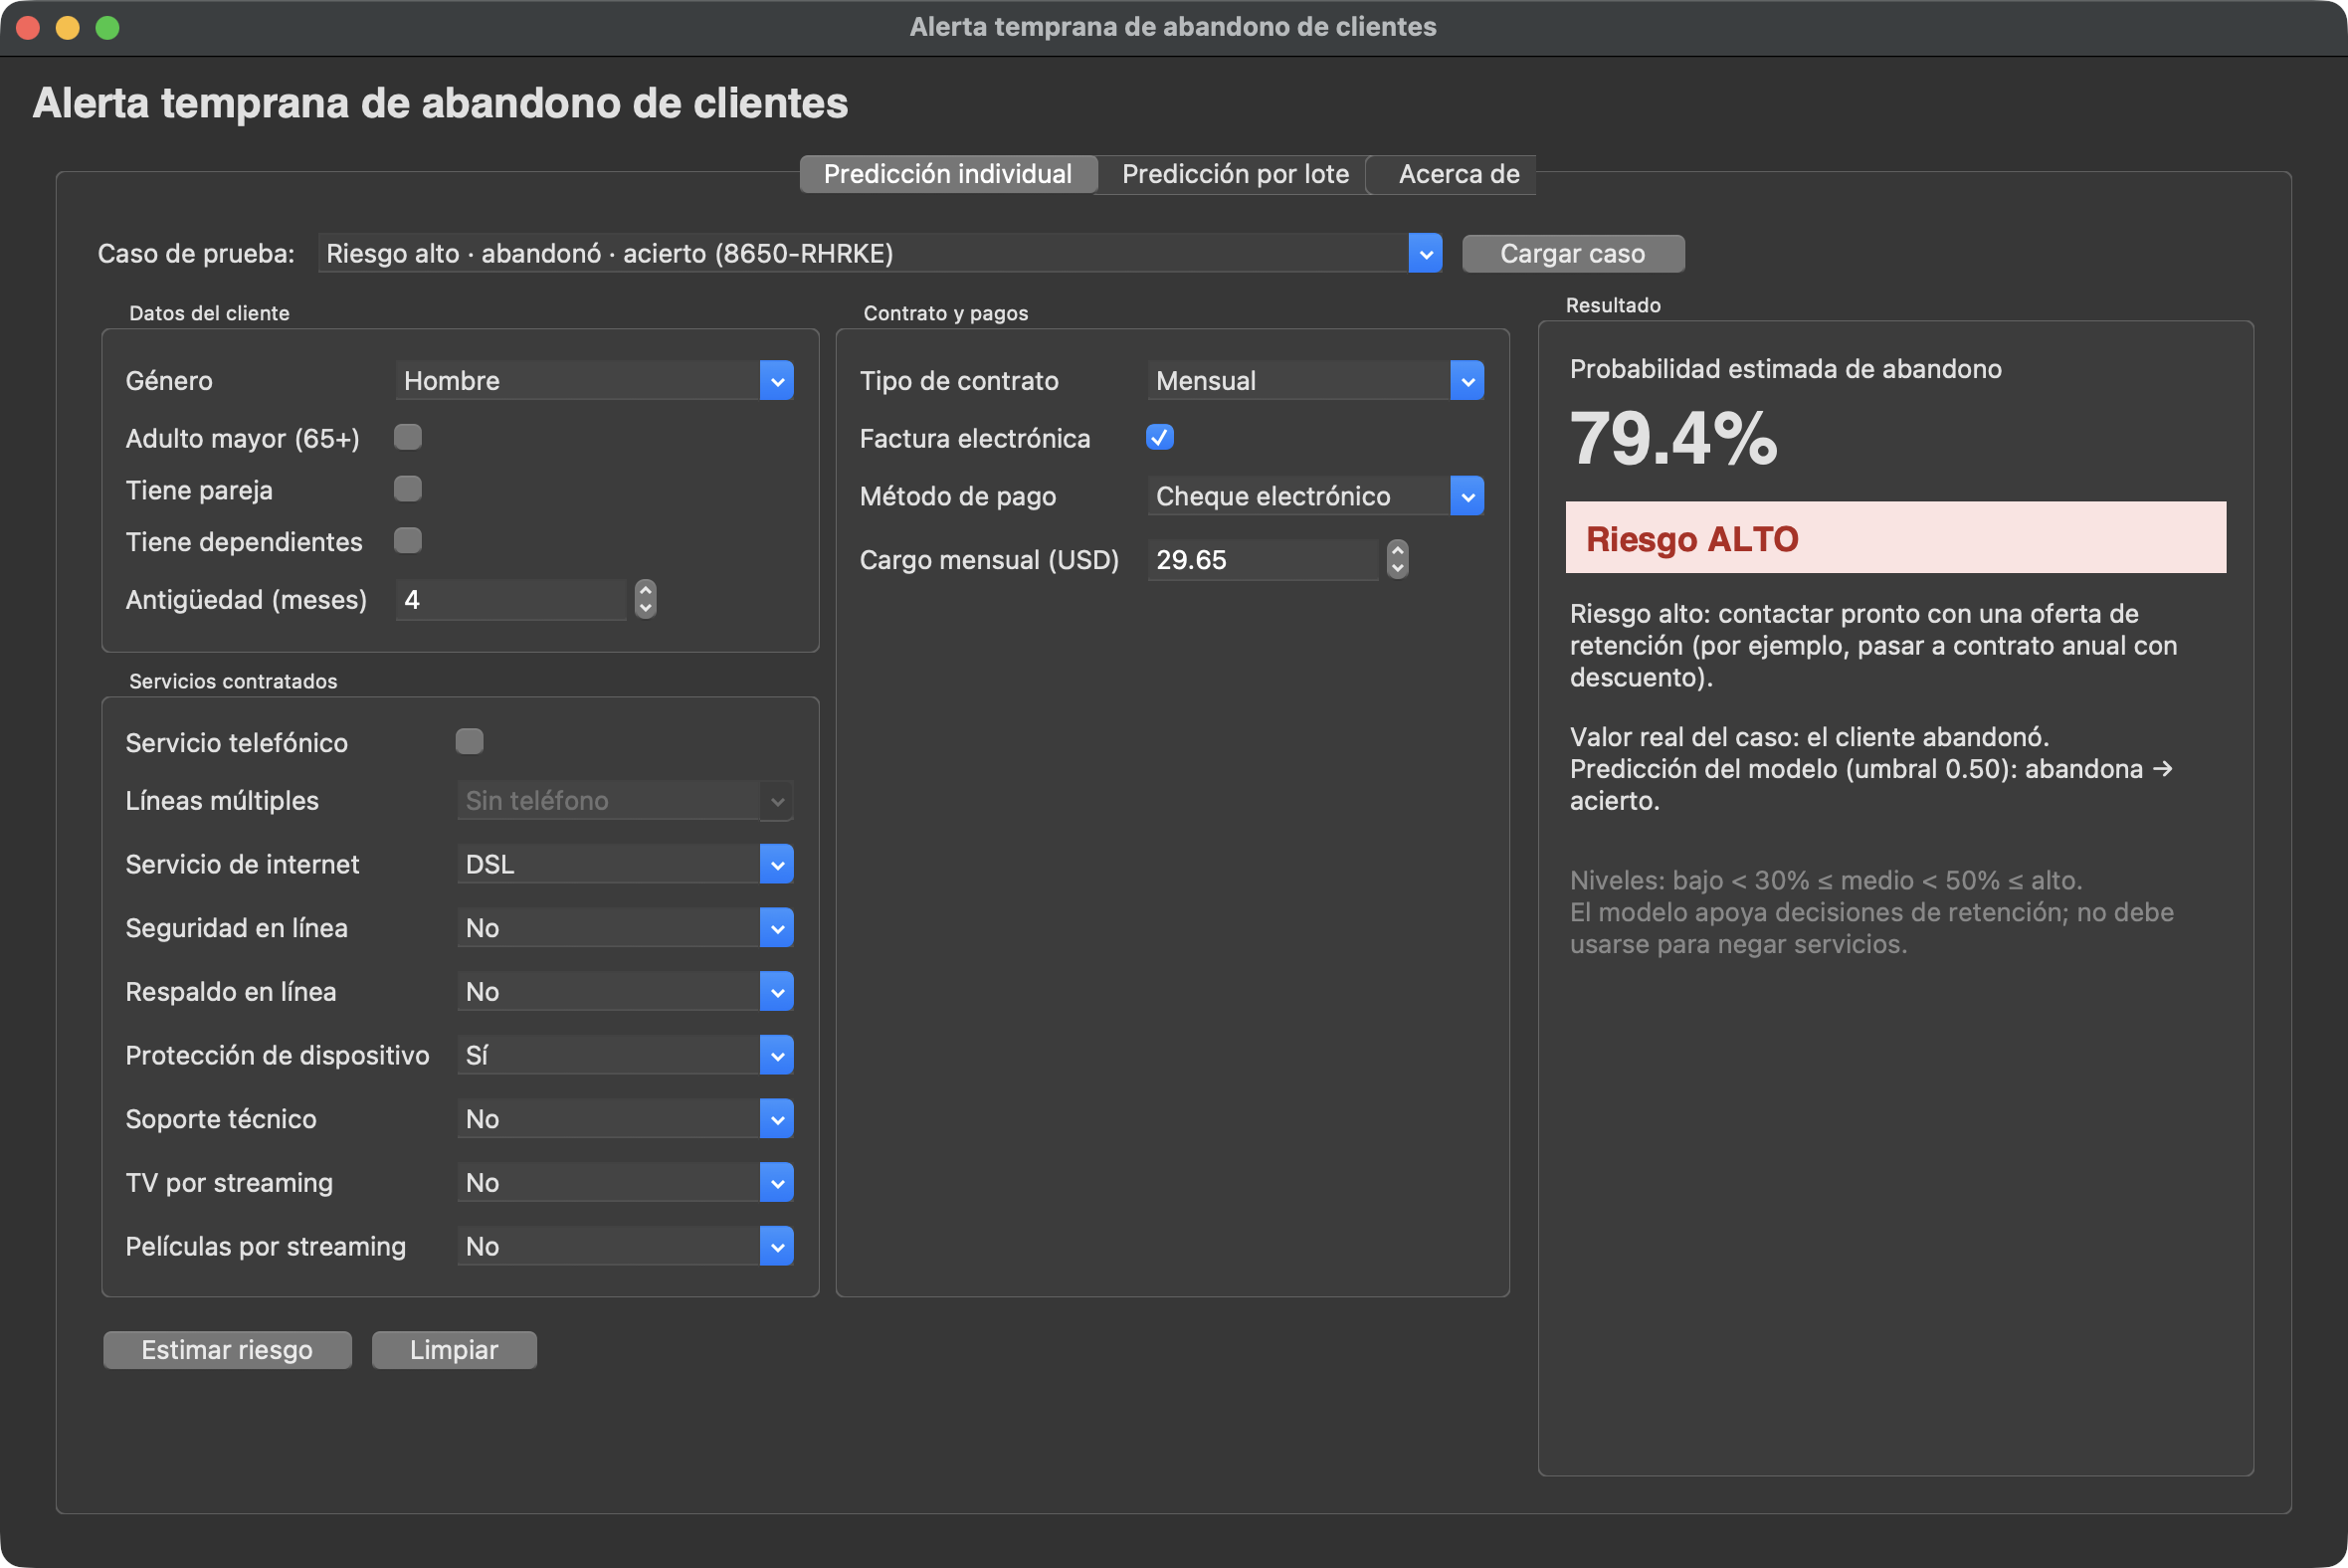 Alerta temprana de abandono de clientes
Alerta temprana de abandono de clientes
Predicción individual
Predicción por lote
Acerca de
Caso de prueba:
Riesgo alto · abandonó · acierto (8650-RHRKE)
Cargar caso
Datos del cliente
Género
Hombre
Adulto mayor (65+)
Tiene pareja
Tiene dependientes
Antigüedad (meses)
4
Servicios contratados
Servicio telefónico
Líneas múltiples
Sin teléfono
Servicio de internet
DSL
Seguridad en línea
No
Respaldo en línea
No
Protección de dispositivo
Sí
Soporte técnico
No
TV por streaming
No
Películas por streaming
No
Contrato y pagos
Tipo de contrato
Mensual
Factura electrónica
Método de pago
Cheque electrónico
Cargo mensual (USD)
29.65
Resultado
Probabilidad estimada de abandono
79.4%
Riesgo ALTO
Riesgo alto: contactar pronto con una oferta de
retención (por ejemplo, pasar a contrato anual con
descuento).
Valor real del caso: el cliente abandonó.
Predicción del modelo (umbral 0.50): abandona →
acierto.
Niveles: bajo < 30% ≤ medio < 50% ≤ alto.
El modelo apoya decisiones de retención; no debe
usarse para negar servicios.
Estimar riesgo
Limpiar